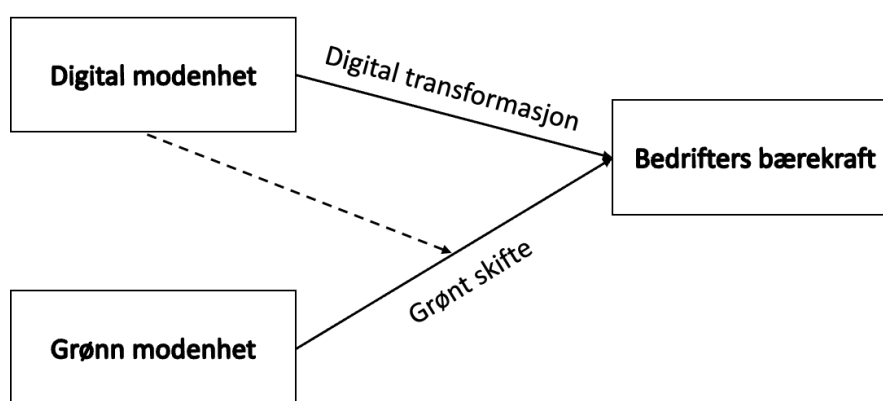 Digital modenhet
Digital transformasjon
Bedrifters bærekraft
Grønt skifte
Grønn modenhet